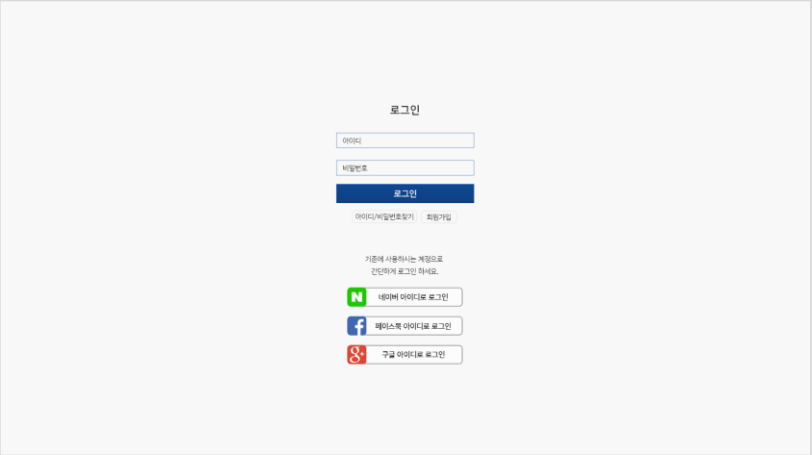 로그인
아이디
비밀번호
로그인
아이디/비밀번호찾기 회원가입
기존에 사용하시는 계정으로
간단하게 로그인 하세요.
N 네이버 아이디로 로그인
f 페이스북 아이디로 로그인
g+ 구글 아이디로 로그인